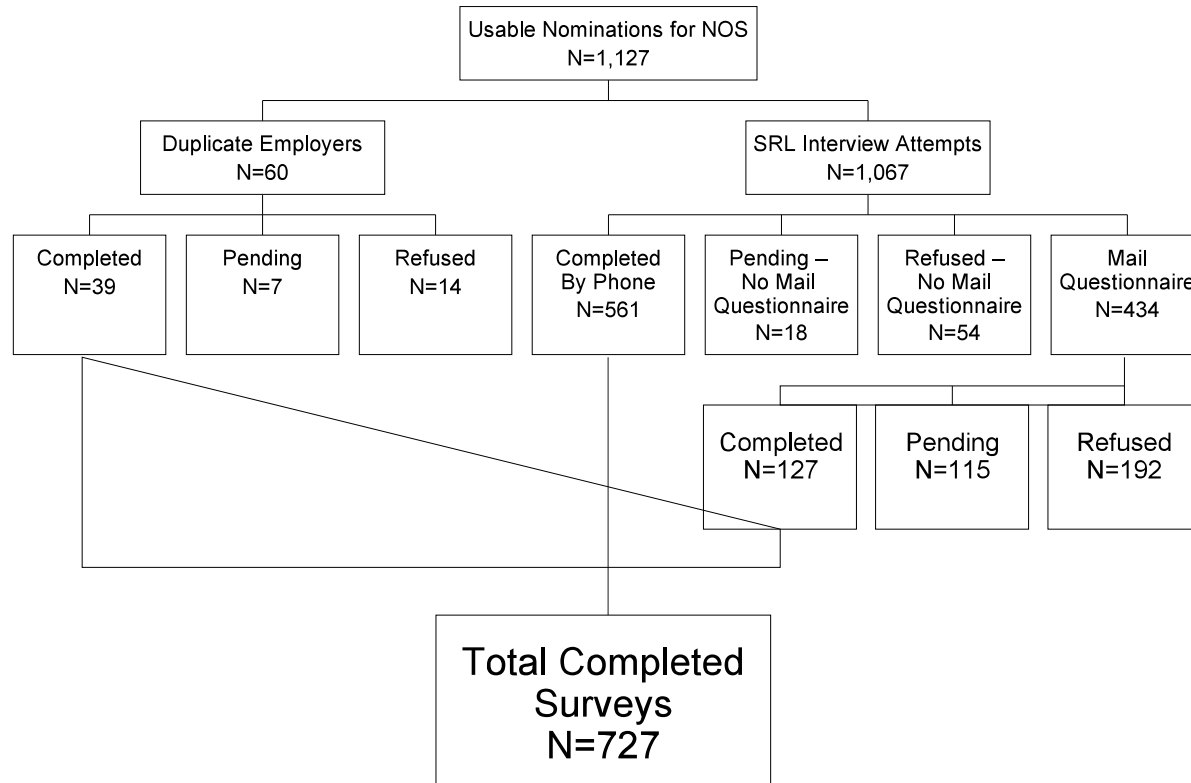 Usable Nominations for NOS
N=1,127
Duplicate Employers
N=60
SRL Interview Attempts
N=1,067
Completed
N=39
Pending
N=7
Refused
N=14
Completed
By Phone
N=561
Pending –
No Mail
Questionnaire
N=18
Refused –
No Mail
Questionnaire
N=54
Mail
Questionnaire
N=434
Completed
N=127
Pending
N=115
Refused
N=192
Total Completed
Surveys
N=727